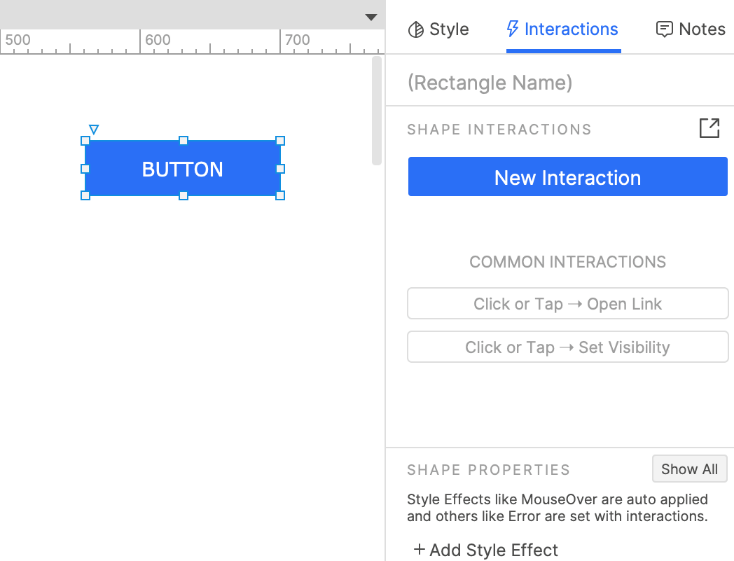 500 600 700
BUTTON
Style Interactions Notes
(Rectangle Name)
SHAPE INTERACTIONS
New Interaction
COMMON INTERACTIONS
Click or Tap → Open Link
Click or Tap → Set Visibility
SHAPE PROPERTIES Show All
Style Effects like MouseOver are auto applied
and others like Error are set with interactions.
+ Add Style Effect